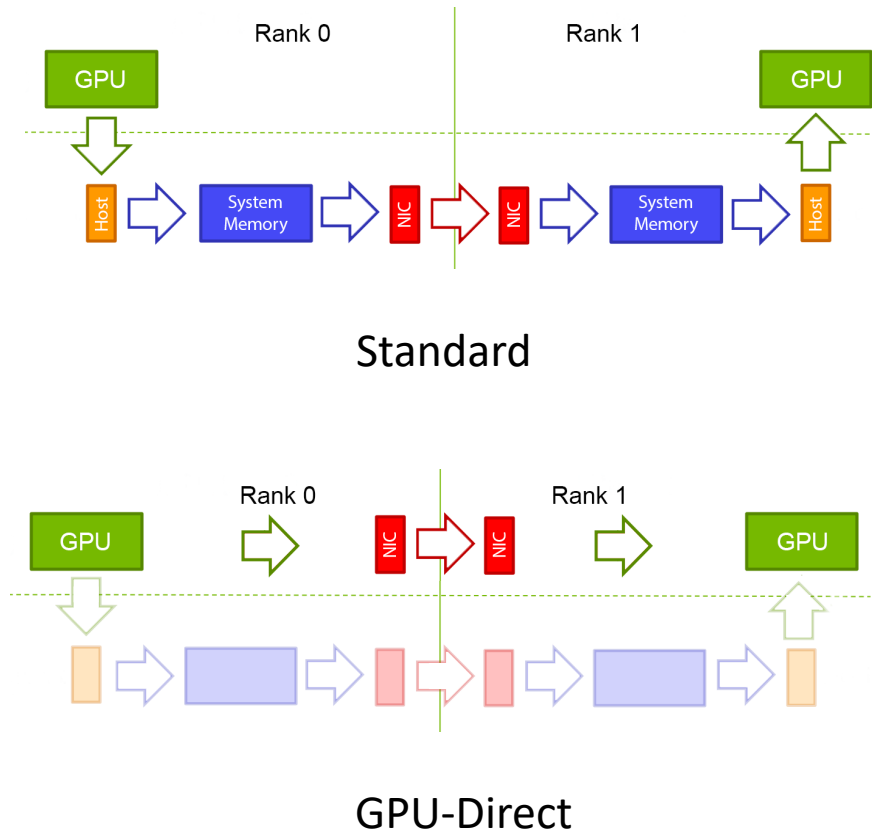 Rank 0
Rank 1
GPU
GPU
Host
System
Memory
NIC
NIC
System
Memory
Host
Standard
Rank 0
Rank 1
GPU
NIC
NIC
GPU
GPU-Direct